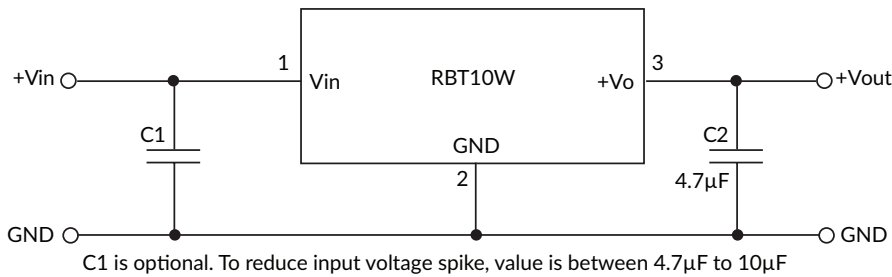 1
3
+Vin
Vin
RBT10W
+Vo
+Vout
C1
GND
C2
2
4.7µF
GND
GND
C1 is optional. To reduce input voltage spike, value is between 4.7µF to 10µF